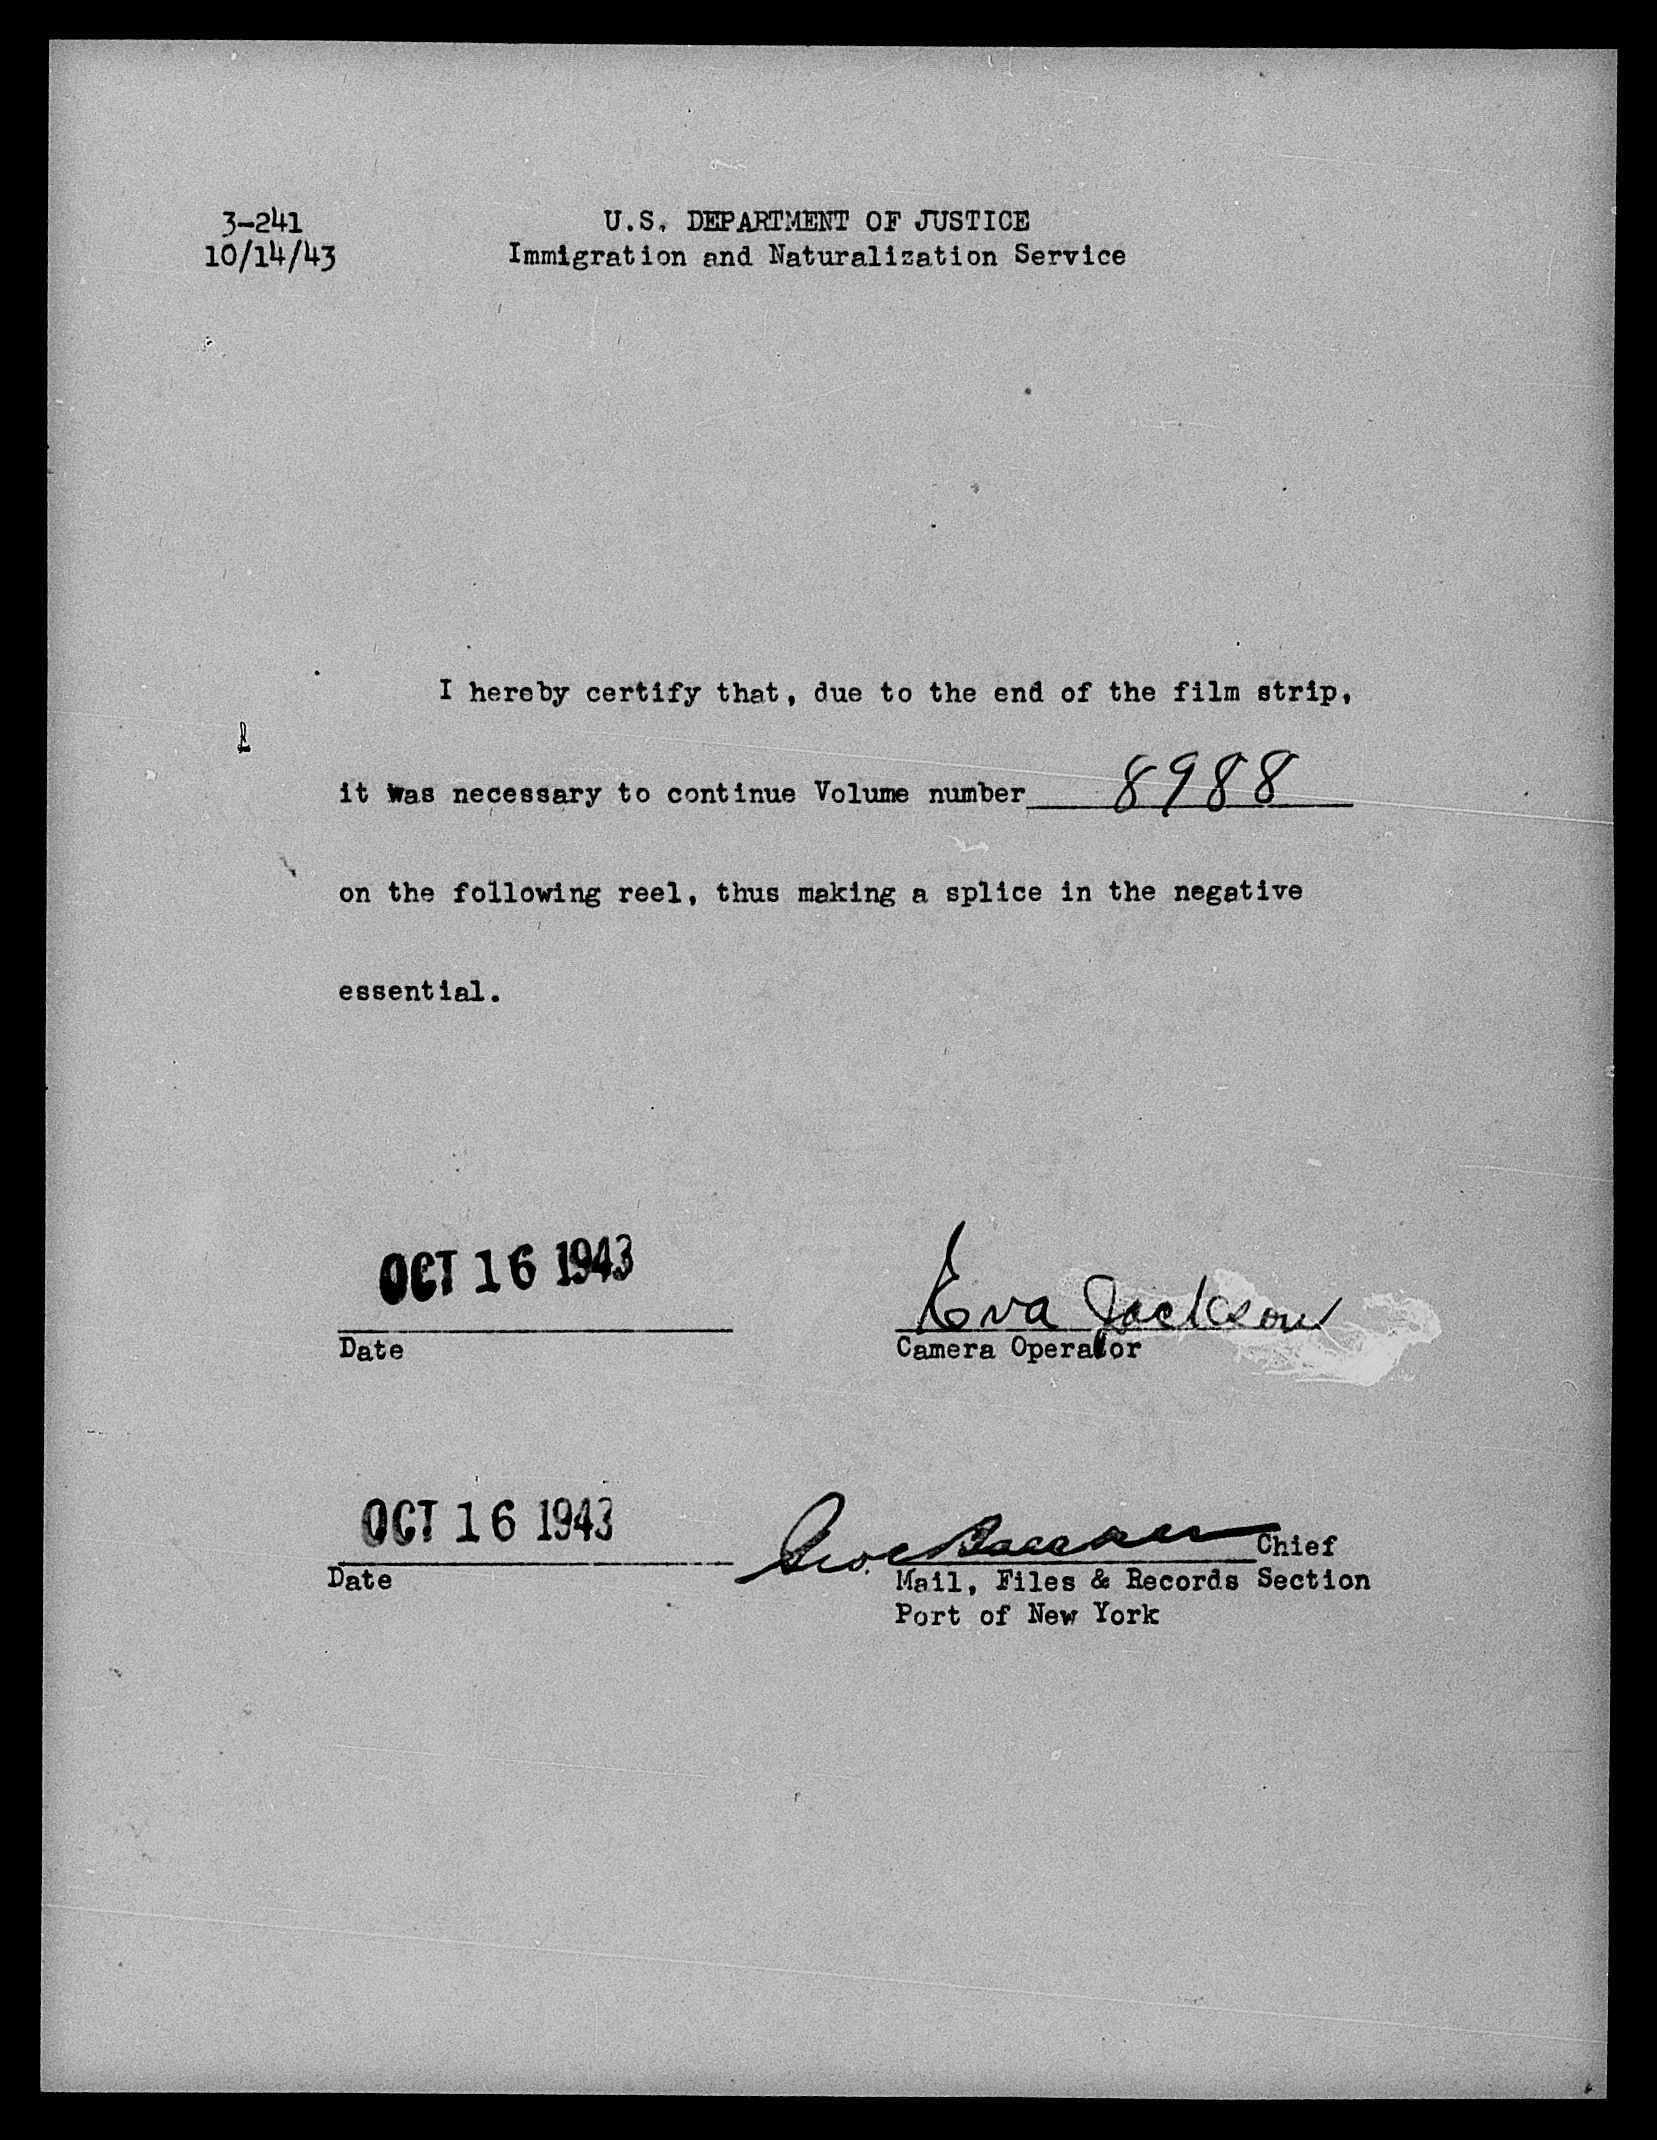 3-241
10/14/43
U.S. DEPARTMENT OF JUSTICE
Immigration and Naturalization Service
I hereby certify that, due to the end of the film strip,
it was necessary to continue Volume number 8988
on the following reel, thus making a splice in the negative
essential.
OCT 16 1943
Date
Eva Jackson
Camera Operator
OCT 16 1943
Date
Geo. Chief
Mail, Files & Records Section
Port of New York